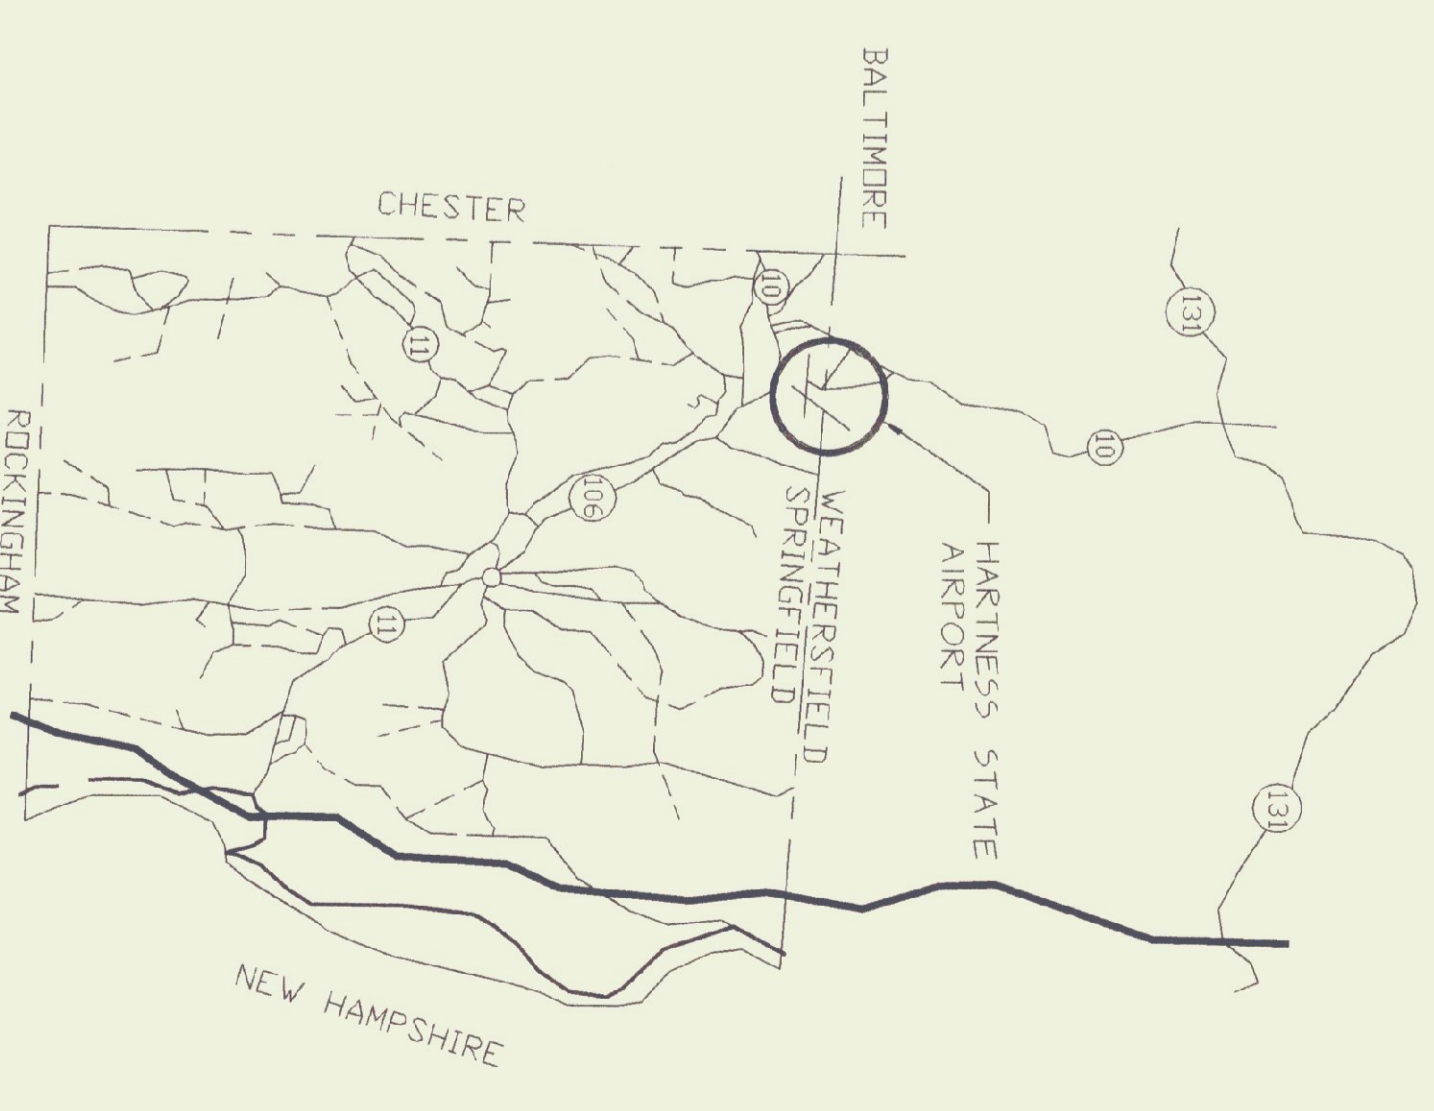 BALTIMORE
CHESTER
131
10
11
10
106
HARTNESS STATE
AIRPORT
WEATHERSFIELD
SPRINGFIELD
ROCKINGHAM
11
131
NEW HAMPSHIRE